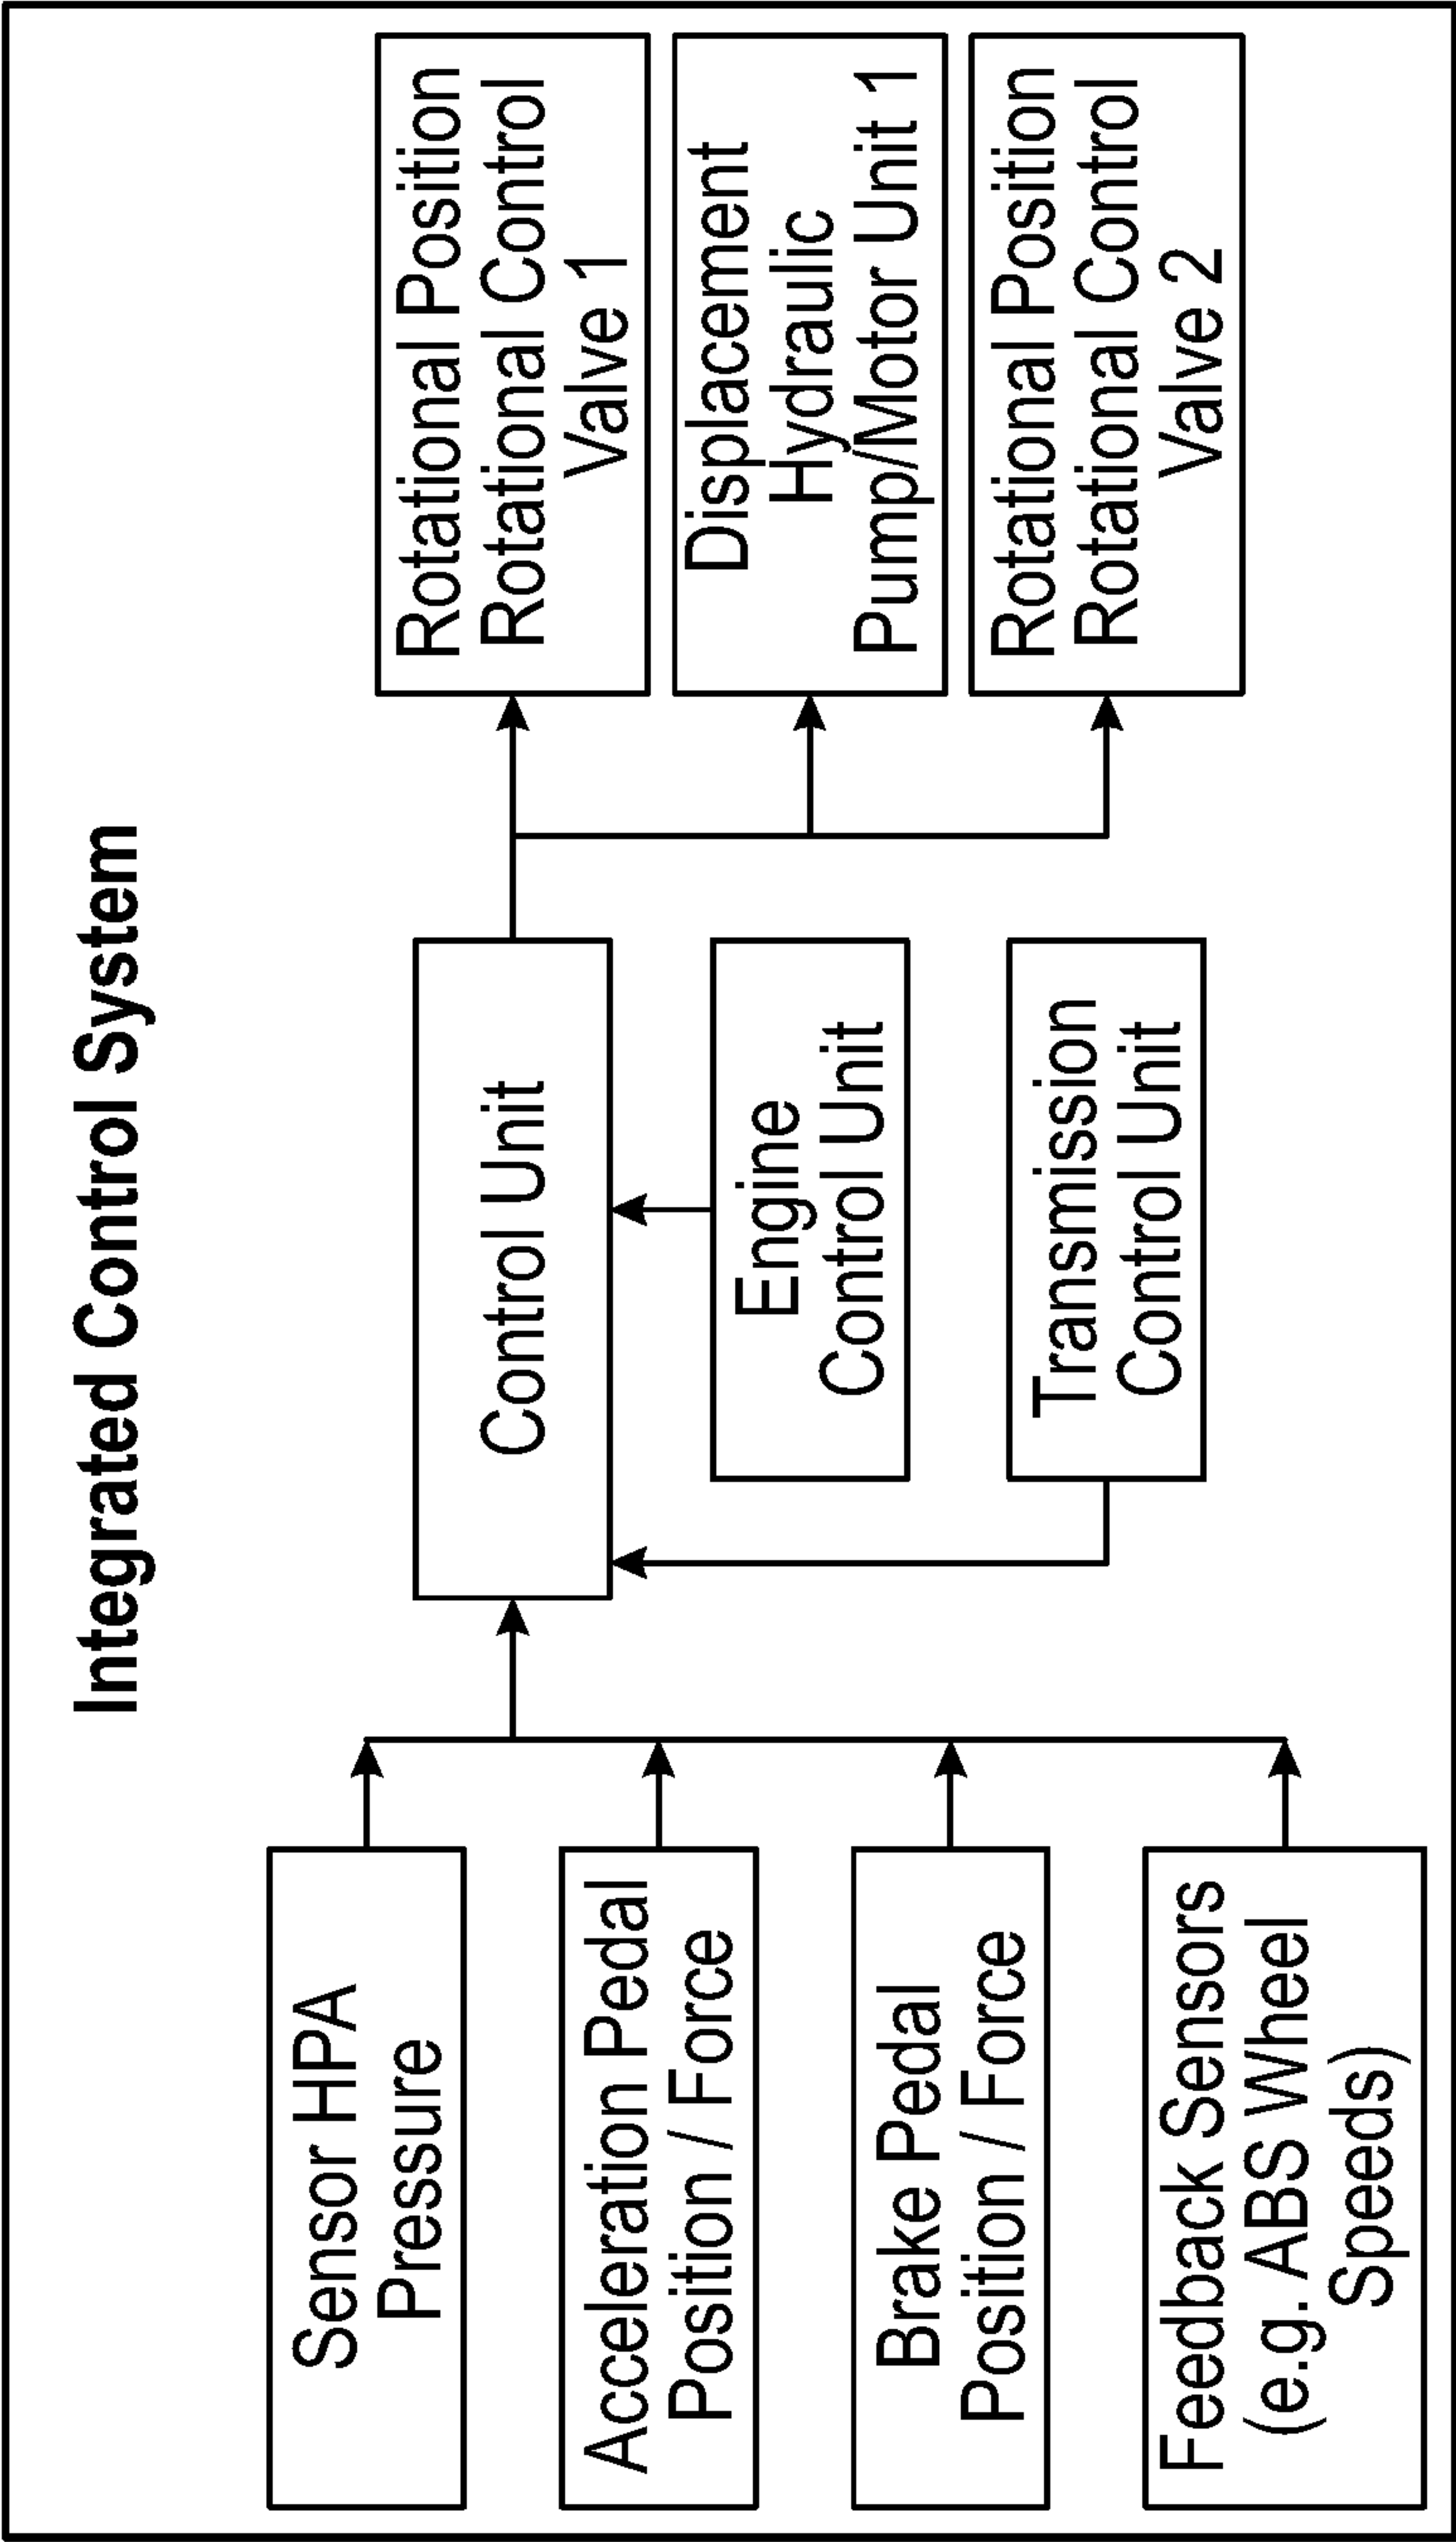 Integrated Control System
Sensor HPA
Pressure
Acceleration Pedal
Position / Force
Brake Pedal
Position / Force
Feedback Sensors
(e.g. ABS Wheel
Speeds)
Control Unit
Engine
Control Unit
Transmission
Control Unit
Rotational Position
Rotational Control
Valve 1
Displacement
Hydraulic
Pump/Motor Unit 1
Rotational Position
Rotational Control
Valve 2